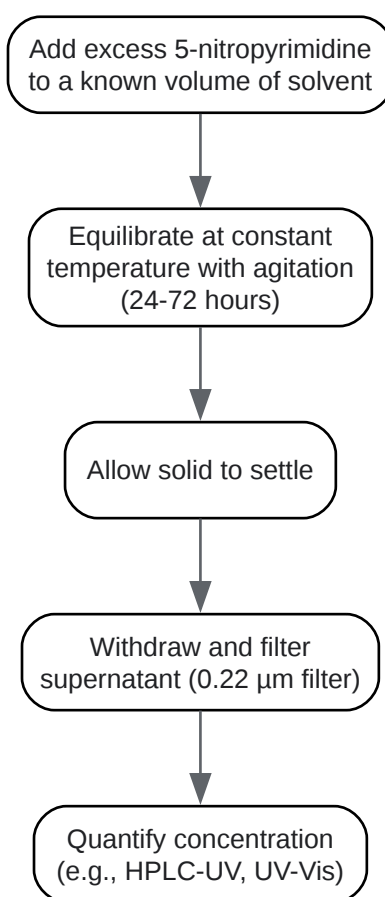 Add excess 5-nitropyrimidine
to a known volume of solvent
Equilibrate at constant
temperature with agitation
(24-72 hours)
Allow solid to settle
Withdraw and filter
supernatant (0.22 µm filter)
Quantify concentration
(e.g., HPLC-UV, UV-Vis)